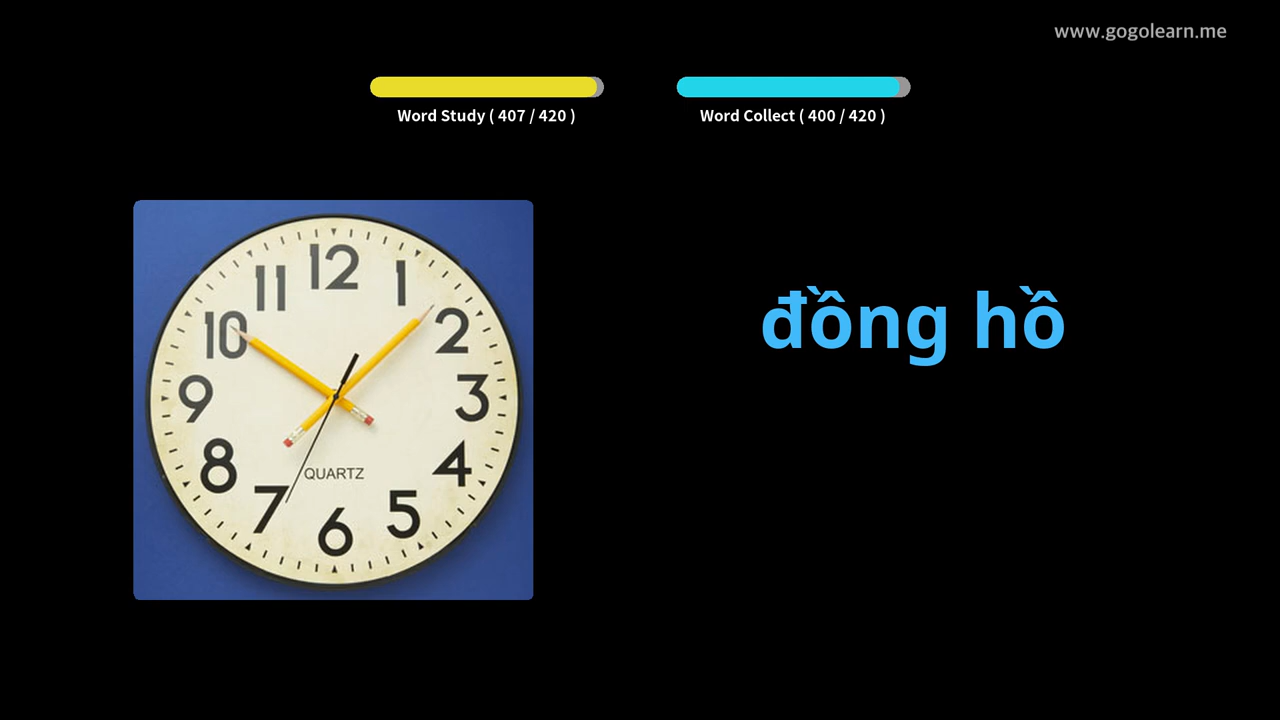 www.gogolearn.me
Word Study ( 407 / 420 )
Word Collect ( 400 / 420 )
12
11
1
10
2
9
3
8
4
7
5
6
QUARTZ
đồng hồ